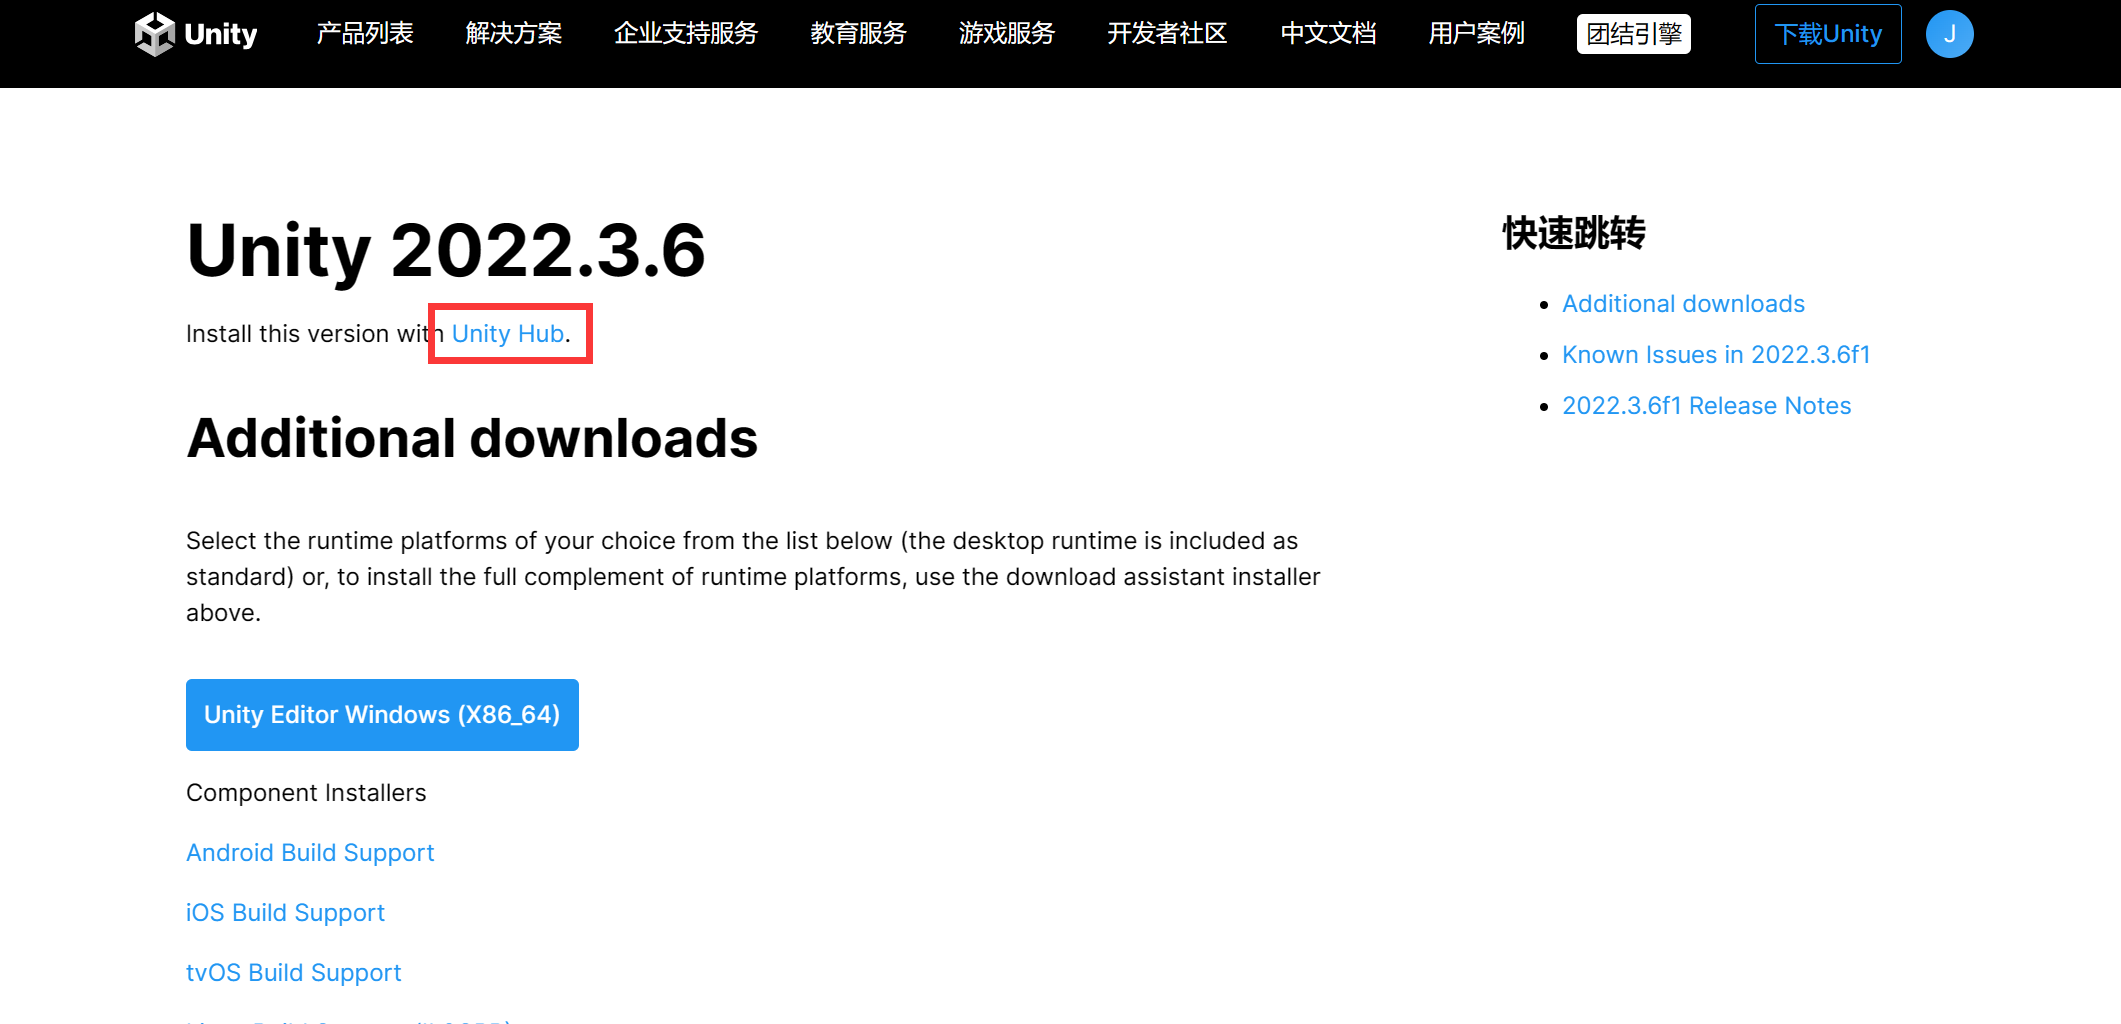 Unity 产品列表 解决方案 企业支持服务 教育服务 游戏服务 开发者社区 中文文档 用户案例 团结引擎 下载Unity J
Unity 2022.3.6
Install this version with Unity Hub.
Additional downloads
Select the runtime platforms of your choice from the list below (the desktop runtime is included as
standard) or, to install the full complement of runtime platforms, use the download assistant installer
above.
Unity Editor Windows (X86_64)
Component Installers
Android Build Support
iOS Build Support
tvOS Build Support
快速跳转
Additional downloads
Known Issues in 2022.3.6f1
2022.3.6f1 Release Notes